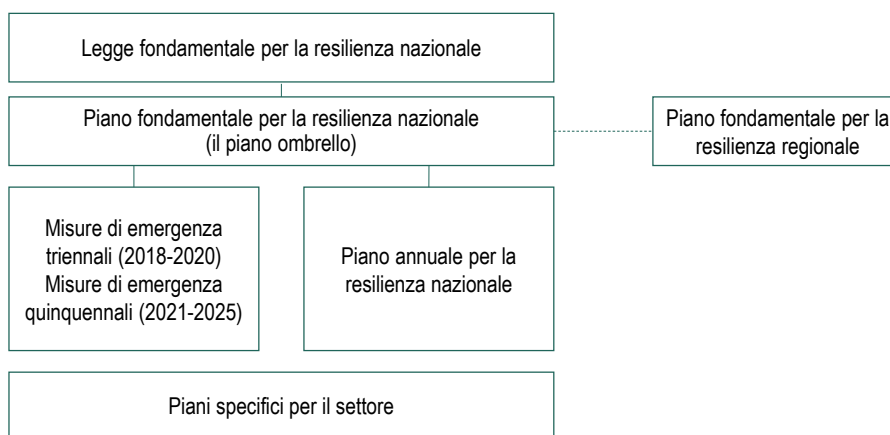 Legge fondamentale per la resilienza nazionale
Piano fondamentale per la resilienza nazionale
(il piano ombrello)
Piano fondamentale per la
resilienza regionale
Misure di emergenza
triennali (2018-2020)
Misure di emergenza
quinquennali (2021-2025)
Piano annuale per la
resilienza nazionale
Piani specifici per il settore